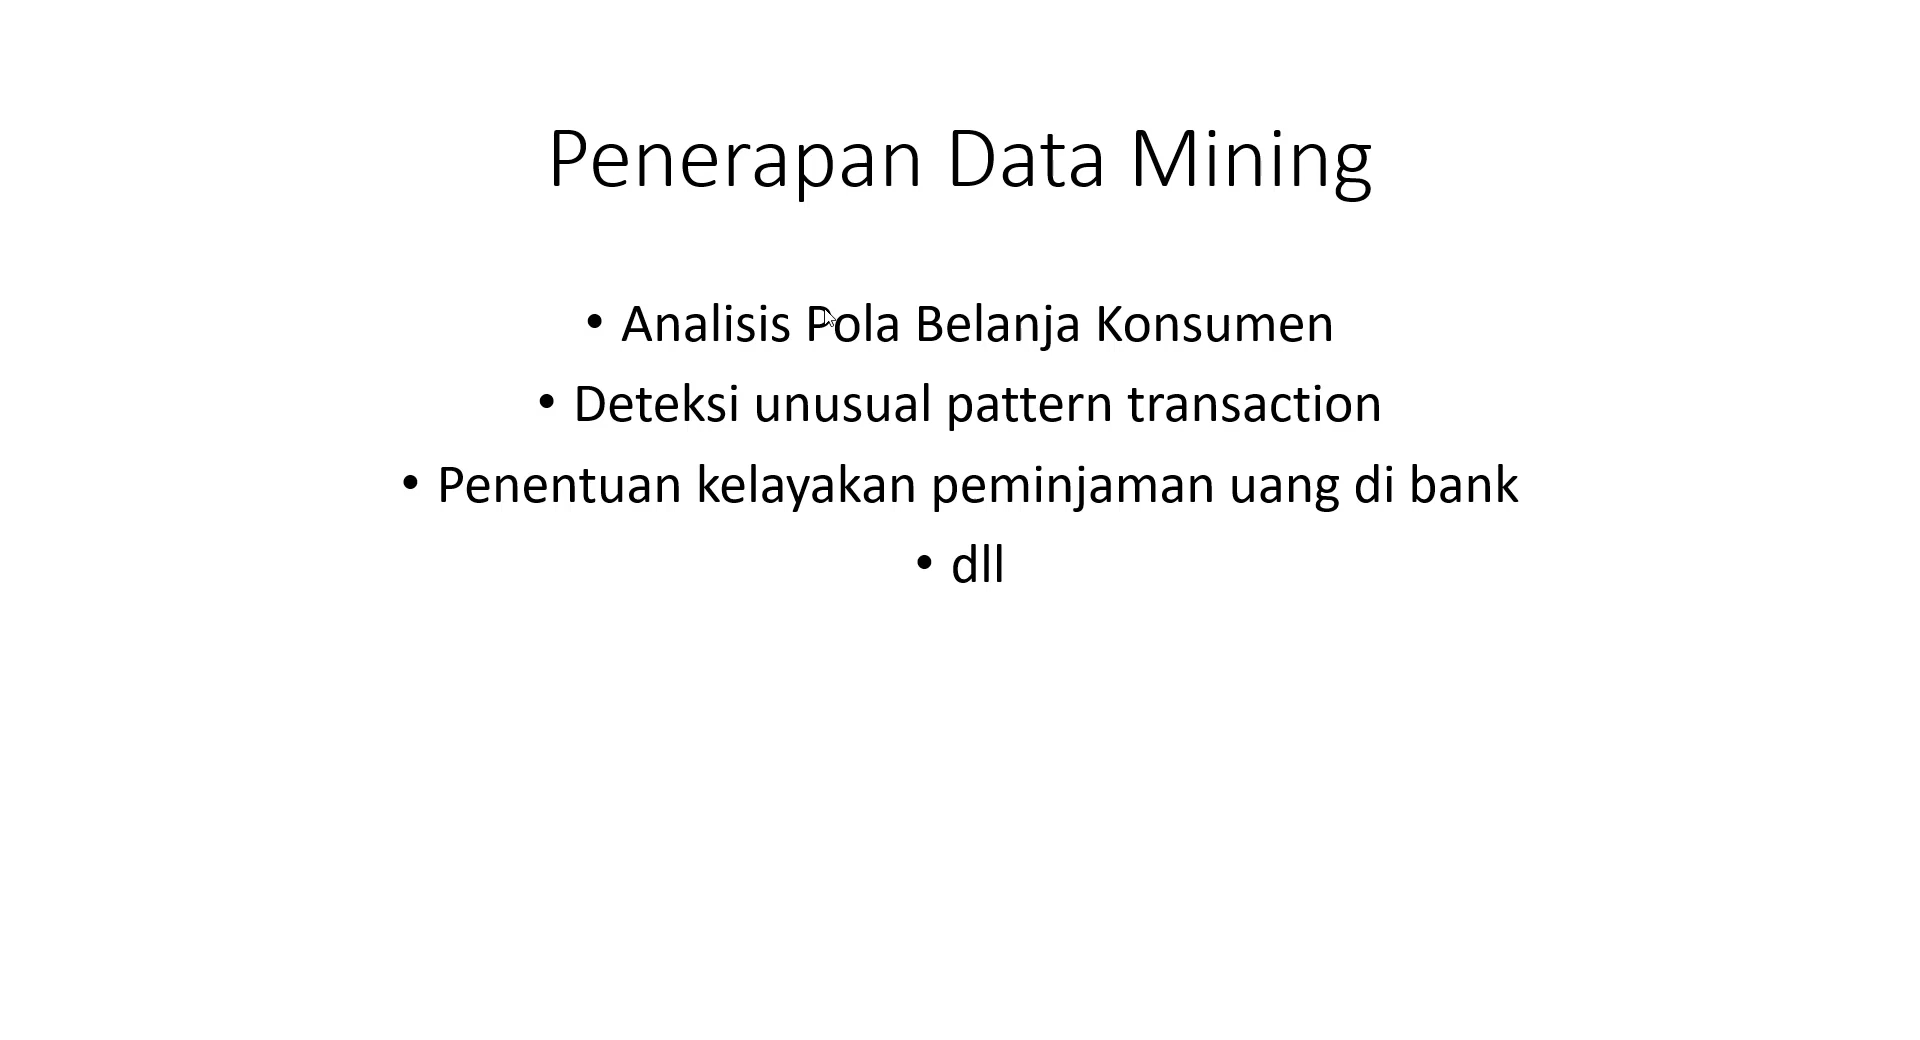 Penerapan Data Mining
• Analisis Pola Belanja Konsumen
• Deteksi unusual pattern transaction
• Penentuan kelayakan peminjaman uang di bank
• dll